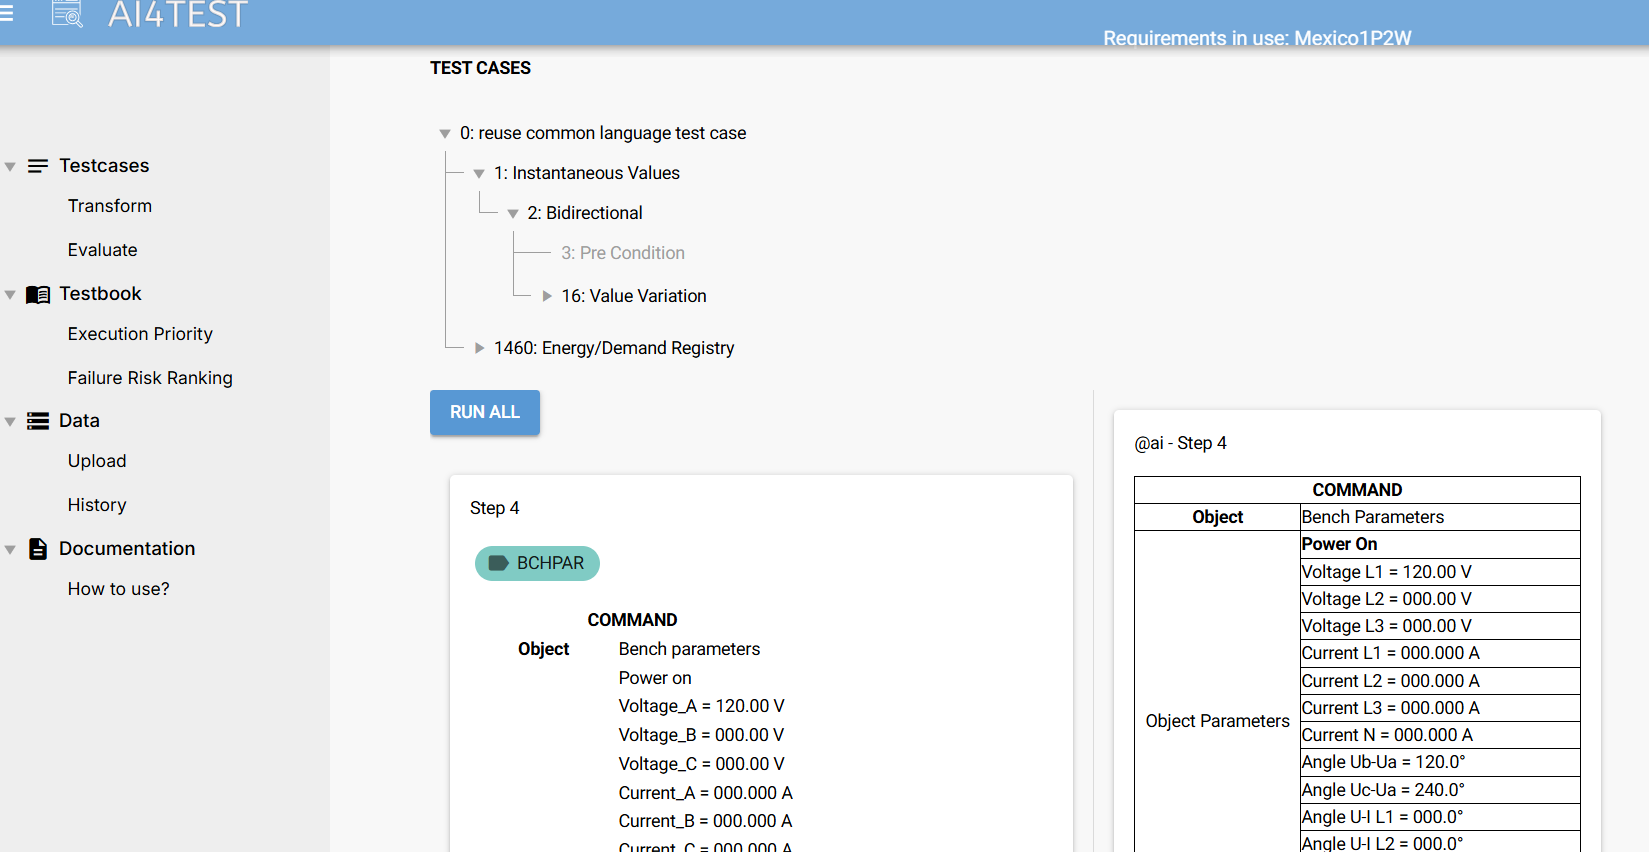 AI4TEST
Requirements in use: Mexico1P2W
Testcases
Transform
Evaluate
Testbook
Execution Priority
Failure Risk Ranking
Data
Upload
History
Documentation
How to use?
TEST CASES
0: reuse common language test case
1: Instantaneous Values
2: Bidirectional
3: Pre Condition
16: Value Variation
1460: Energy/Demand Registry
RUN ALL
Step 4
BCHPAR
COMMAND
Object Bench parameters
Power on
Voltage_A = 120.00 V
Voltage_B = 000.00 V
Voltage_C = 000.00 V
Current_A = 000.000 A
Current_B = 000.000 A
Current_C = 000.000 A
@ai - Step 4
COMMAND
Object Bench Parameters
Object Parameters
Power On
Voltage L1 = 120.00 V
Voltage L2 = 000.00 V
Voltage L3 = 000.00 V
Current L1 = 000.000 A
Current L2 = 000.000 A
Current L3 = 000.000 A
Current N = 000.000 A
Angle Ub-Ua = 120.0°
Angle Uc-Ua = 240.0°
Angle U-I L1 = 000.0°
Angle U-I L2 = 000.0°